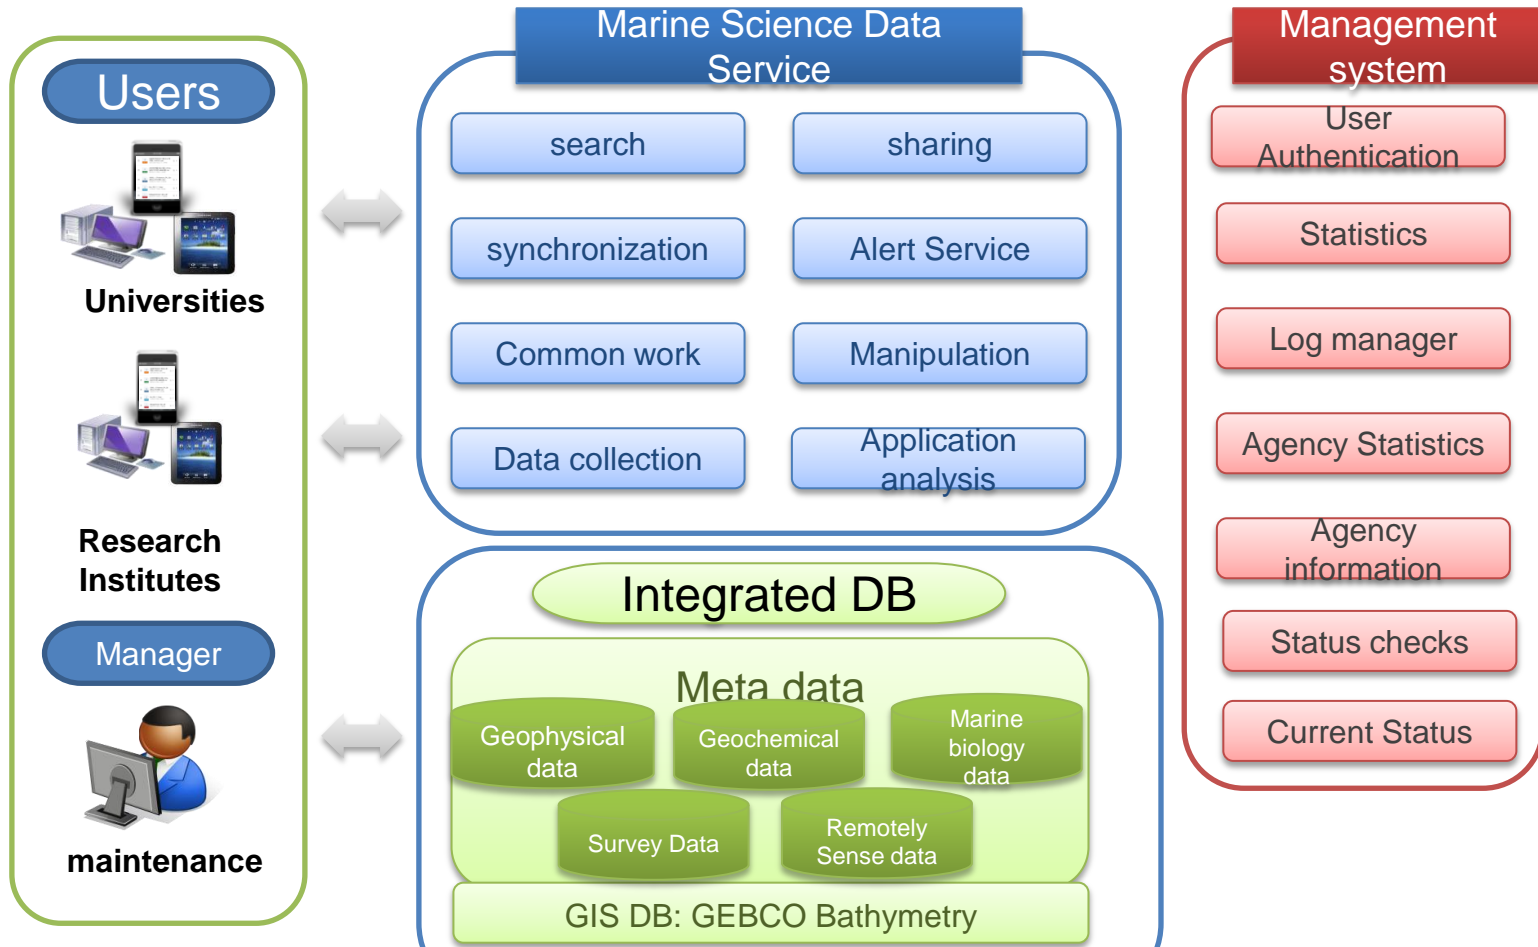 Users
Universities
Research
Institutes
Manager
maintenance
Marine Science Data
Service
search
sharing
synchronization
Alert Service
Common work
Manipulation
Data collection
Application
analysis
Integrated DB
Meta data
Geophysical
data
Geochemical
data
Marine
biology
data
Survey Data
Remotely
Sense data
GIS DB: GEBCO Bathymetry
Management
system
User
Authentication
Statistics
Log manager
Agency Statistics
Agency
information
Status checks
Current Status